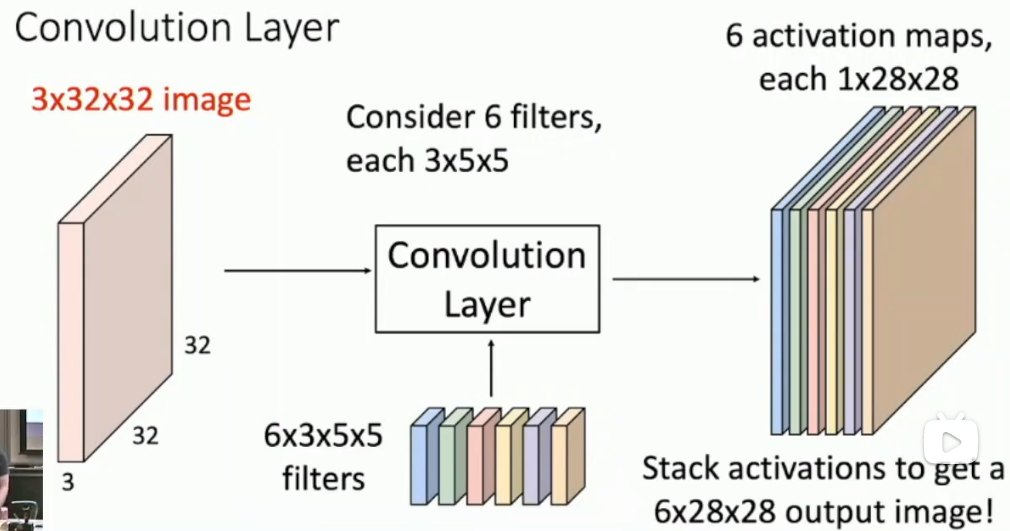 Convolution Layer
3x32x32 image
Consider 6 filters,
each 3x5x5
6 activation maps,
each 1x28x28
Convolution
Layer
32
32
3
6x3x5x5
filters
Stack activations to get a
6x28x28 output image!